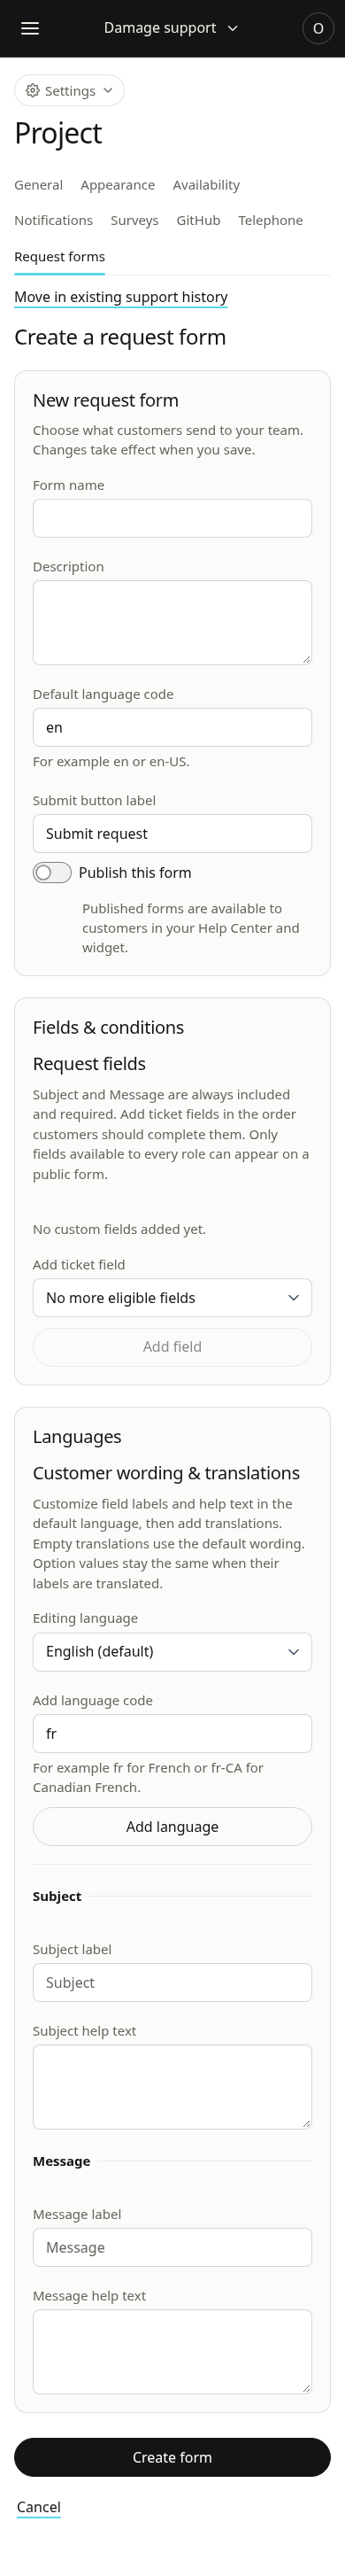 Damage support
O
Settings
Project
General Appearance Availability
Notifications Surveys GitHub Telephone
Request forms
Move in existing support history
Create a request form
New request form
Choose what customers send to your team.
Changes take effect when you save.
Form name
Description
Default language code
en
For example en or en-US.
Submit button label
Submit request
Publish this form
Published forms are available to
customers in your Help Center and
widget.
Fields & conditions
Request fields
Subject and Message are always included
and required. Add ticket fields in the order
customers should complete them. Only
fields available to every role can appear on a
public form.
No custom fields added yet.
Add ticket field
No more eligible fields
Add field
Languages
Customer wording & translations
Customize field labels and help text in the
default language, then add translations.
Empty translations use the default wording.
Option values stay the same when their
labels are translated.
Editing language
English (default)
Add language code
fr
For example fr for French or fr-CA for
Canadian French.
Add language
Subject
Subject label
Subject
Subject help text
Message
Message label
Message
Message help text
Create form
Cancel